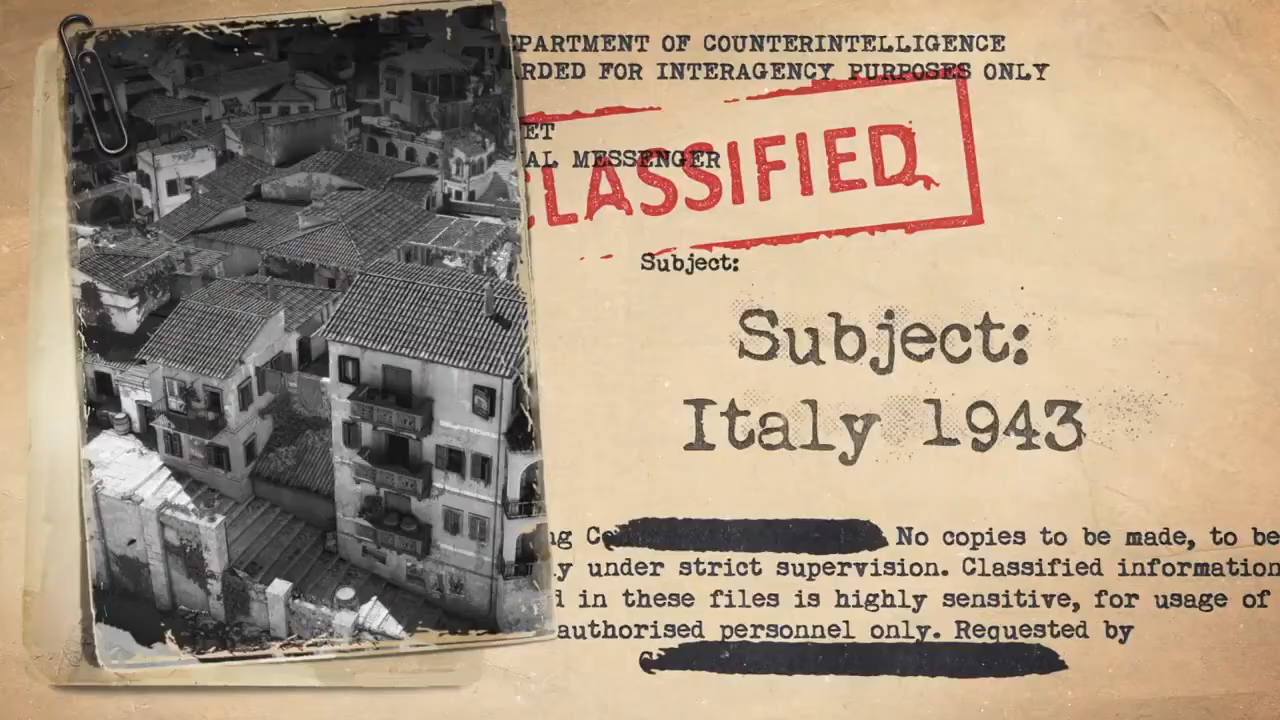 PARTMENT OF COUNTERINTELLIGENCE
RDED FOR INTERAGENCY PURPOSES ONLY
ET
AL MESSENGER
CLASSIFIED
Subject:
Subject:
Italy 1943
ng Co No copies to be made, to be
y under strict supervision. Classified information
d in these files is highly sensitive, for usage of
authorised personnel only. Requested by